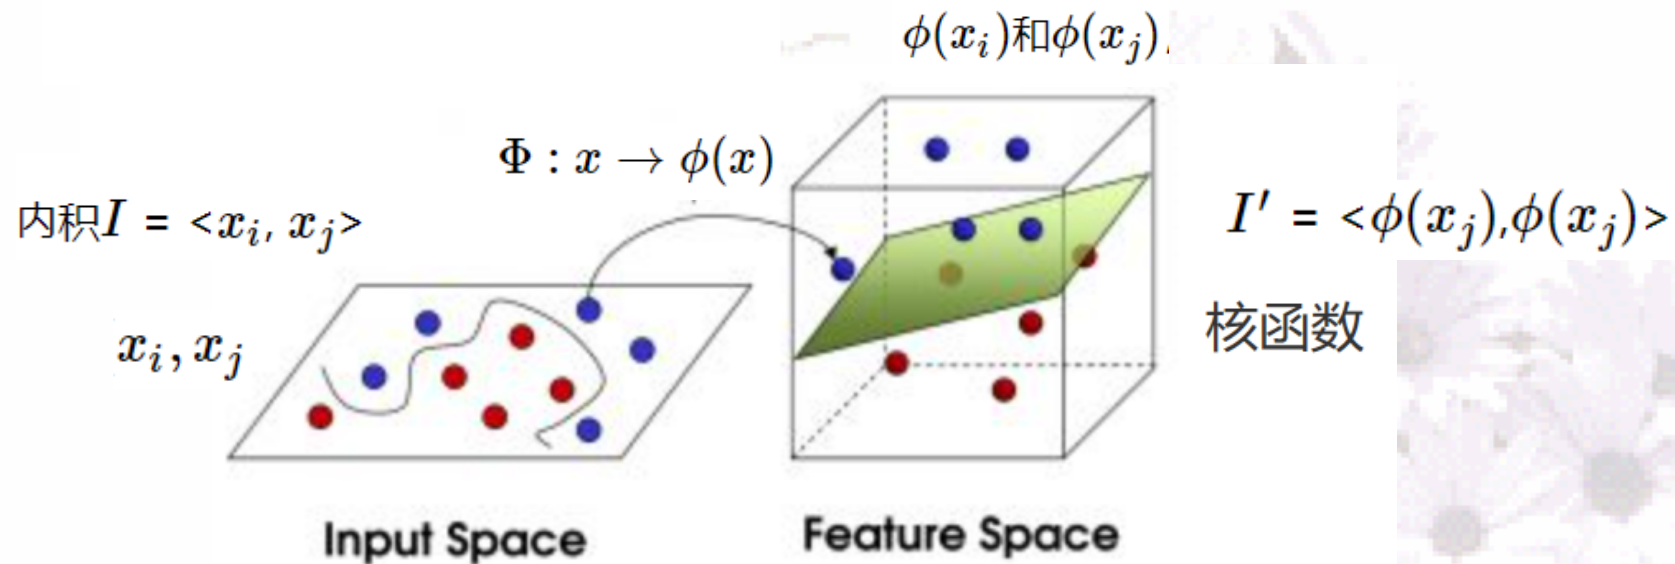 ϕ(xᵢ)和ϕ(xⱼ),
Φ : x → ϕ(x)
内积I = <xᵢ, xⱼ>
I′ = <ϕ(xⱼ),ϕ(xⱼ)>
xᵢ, xⱼ
核函数
Input Space
Feature Space